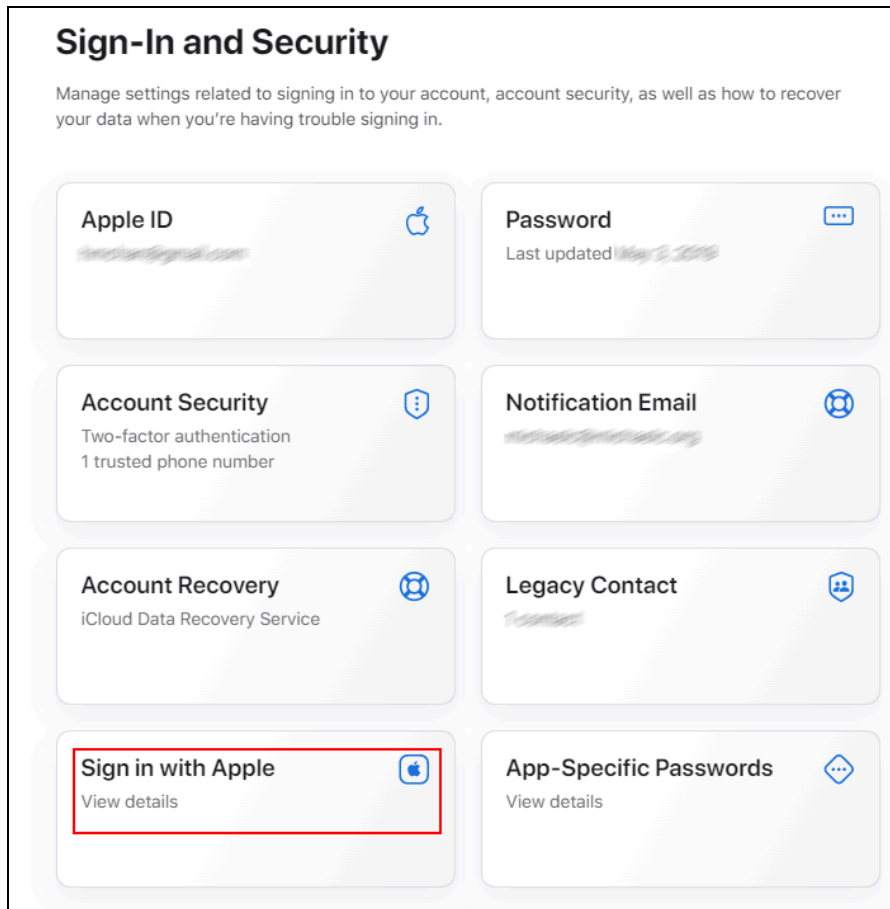 Sign-In and Security
Manage settings related to signing in to your account, account security, as well as how to recover
your data when you're having trouble signing in.
Apple ID
Password
Last updated
Account Security
Two-factor authentication
1 trusted phone number
Notification Email
Account Recovery
iCloud Data Recovery Service
Legacy Contact
Sign in with Apple
View details
App-Specific Passwords
View details